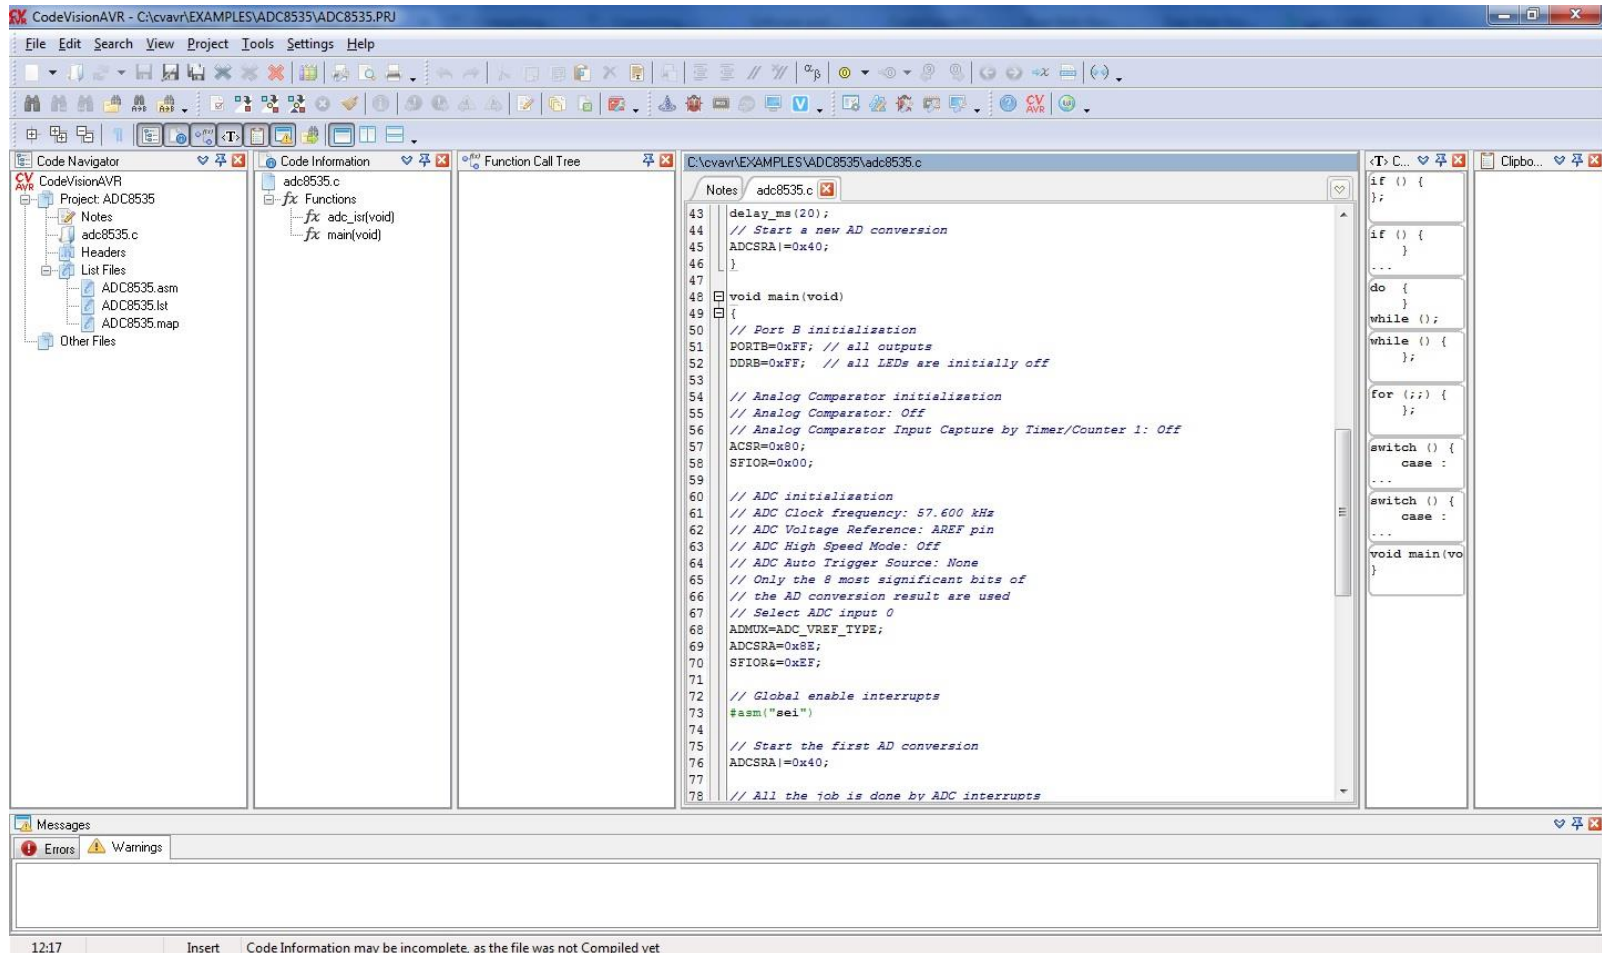 CodeVisionAVR - C:\cvavr\EXAMPLES\ADC8535\ADC8535.PRJ
File Edit Search View Project Tools Settings Help
Code Navigator
CodeVisionAVR
Project: ADC8535
Notes
adc8535.c
Headers
List Files
ADC8535.asm
ADC8535.lst
ADC8535.map
Other Files
Code Information
adc8535.c
Functions
adc_isr(void)
main(void)
Function Call Tree
C:\cvavr\EXAMPLES\ADC8535\adc8535.c
Notes adc8535.c
43 delay_ms(20);
44 // Start a new AD conversion
45 ADCSRA|=0x40;
46 }
47
48 void main(void)
49 {
50 // Port B initialization
51 PORTB=0xFF; // all outputs
52 DDRB=0xFF; // all LEDs are initially off
53
54 // Analog Comparator initialization
55 // Analog Comparator: Off
56 // Analog Comparator Input Capture by Timer/Counter 1: Off
57 ACSR=0x80;
58 SFIOR=0x00;
59
60 // ADC initialization
61 // ADC Clock frequency: 57.600 kHz
62 // ADC Voltage Reference: AREF pin
63 // ADC High Speed Mode: Off
64 // ADC Auto Trigger Source: None
65 // Only the 8 most significant bits of
66 // the AD conversion result are used
67 // Select ADC input 0
68 ADMUX=ADC_VREF_TYPE;
69 ADCSRA=0x8E;
70 SFIOR&=0xEF;
71
72 // Global enable interrupts
73 #asm("sei")
74
75 // Start the first AD conversion
76 ADCSRA|=0x40;
77
78 // All the job is done by ADC interrupts
C...
if () {
};
if () {
}
...
do {
}
while ();
while () {
};
for (;;) {
};
switch () {
case :
...
switch () {
case :
...
void main(vo
}
Clipbo...
Messages
Errors Warnings
12:17 Insert Code Information may be incomplete, as the file was not Compiled yet